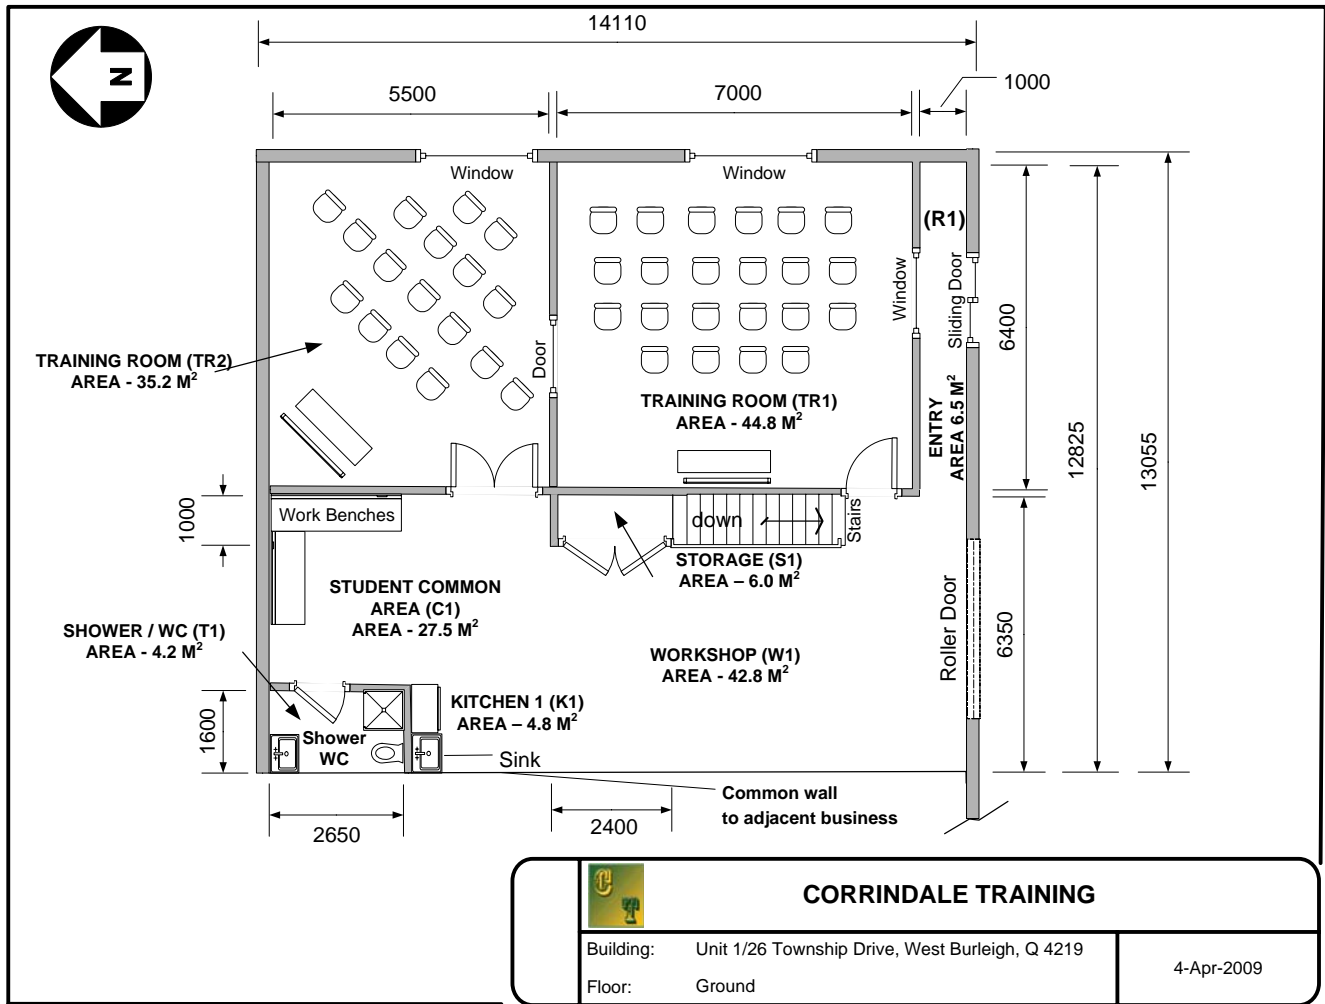 14110
5500
7000
1000
N
Window
Window
(R1)
Window
Sliding Door
6400
12825
13055
Door
TRAINING ROOM (TR2)
AREA - 35.2 M²
TRAINING ROOM (TR1)
AREA - 44.8 M²
ENTRY
AREA 6.5 M²
1000
Work Benches
down
Stairs
STORAGE (S1)
AREA – 6.0 M²
STUDENT COMMON
AREA (C1)
AREA - 27.5 M²
SHOWER / WC (T1)
AREA - 4.2 M²
WORKSHOP (W1)
AREA - 42.8 M²
Roller Door
6350
KITCHEN 1 (K1)
AREA – 4.8 M²
1600
Shower
WC
Sink
Common wall
to adjacent business
2650
2400
C
T
CORRINDALE TRAINING
Building: Unit 1/26 Township Drive, West Burleigh, Q 4219
Floor: Ground
4-Apr-2009